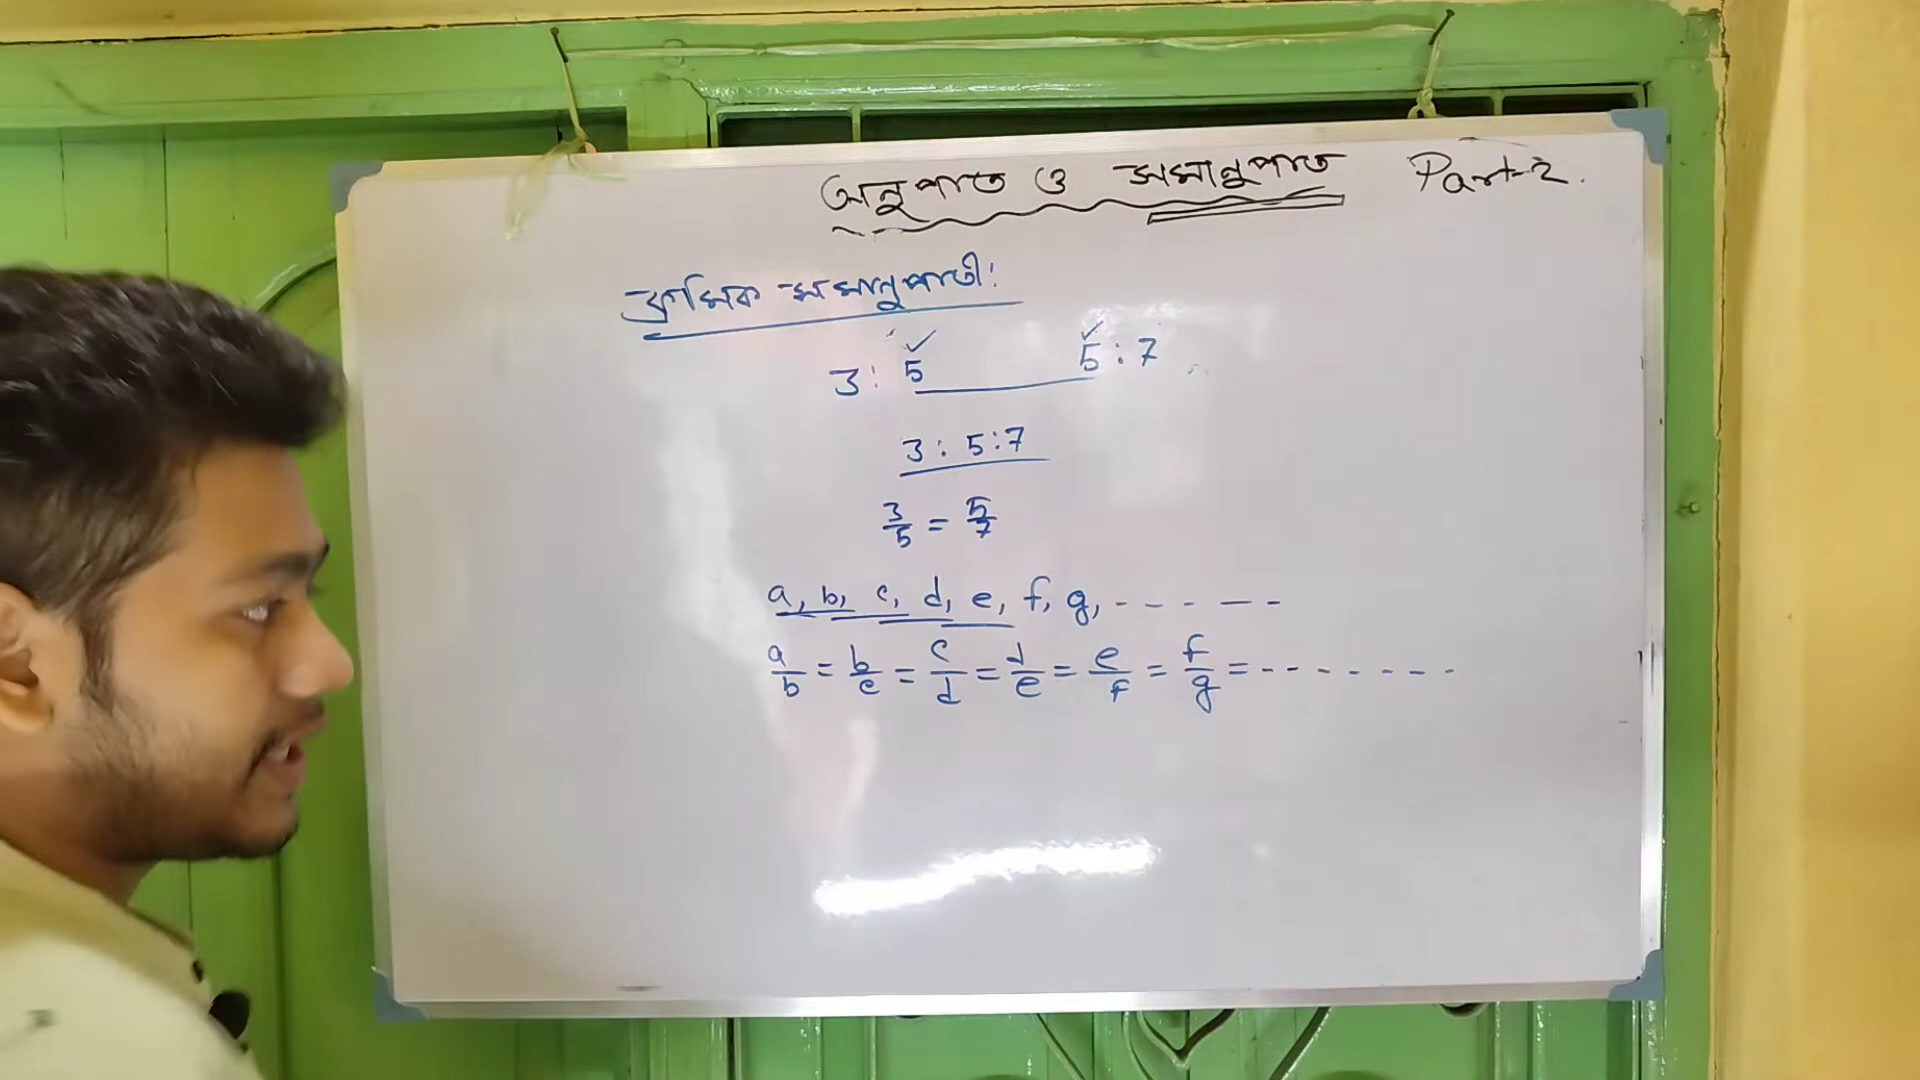 অনুপাত ও সমানুপাত Part-2.
ক্রমিক সমানুপাতী:
3 : 5 5 : 7
3 : 5 : 7
3/5 = 5/7
a, b, c, d, e, f, g, - - - - -
a/b = b/c = c/d = d/e = e/f = f/g = - - - - - - - -